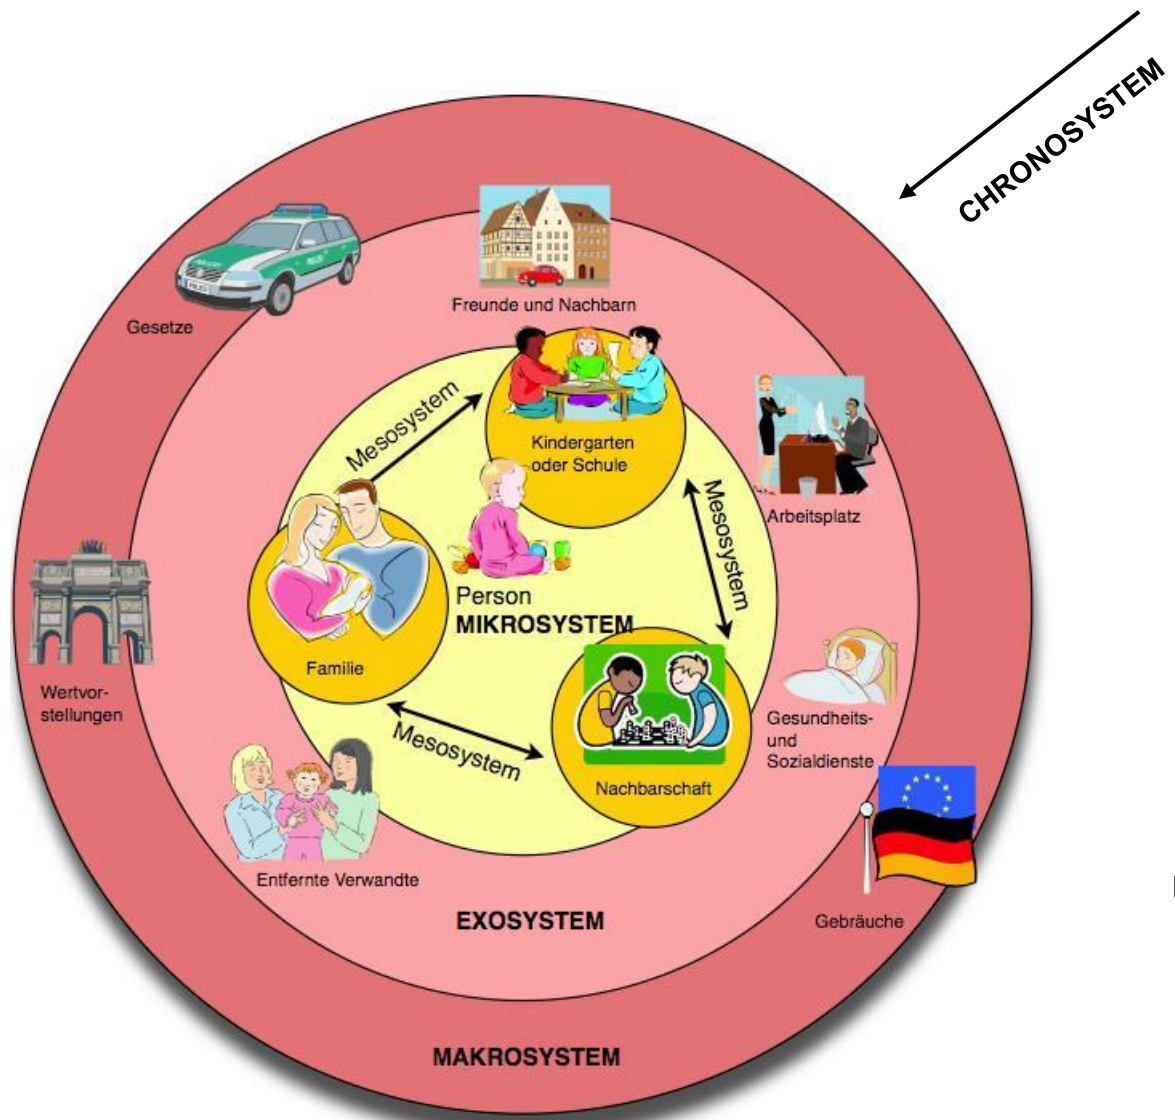 CHRONOSYSTEM
Freunde und Nachbarn
Gesetze
POLIZEI
Mesosystem
Kindergarten
oder Schule
Mesosystem
Arbeitsplatz
Person
MIKROSYSTEM
Familie
Wertvor-
stellungen
Mesosystem
Nachbarschaft
Gesundheits-
und
Sozialdienste
Entfernte Verwandte
EXOSYSTEM
Gebräuche
MAKROSYSTEM